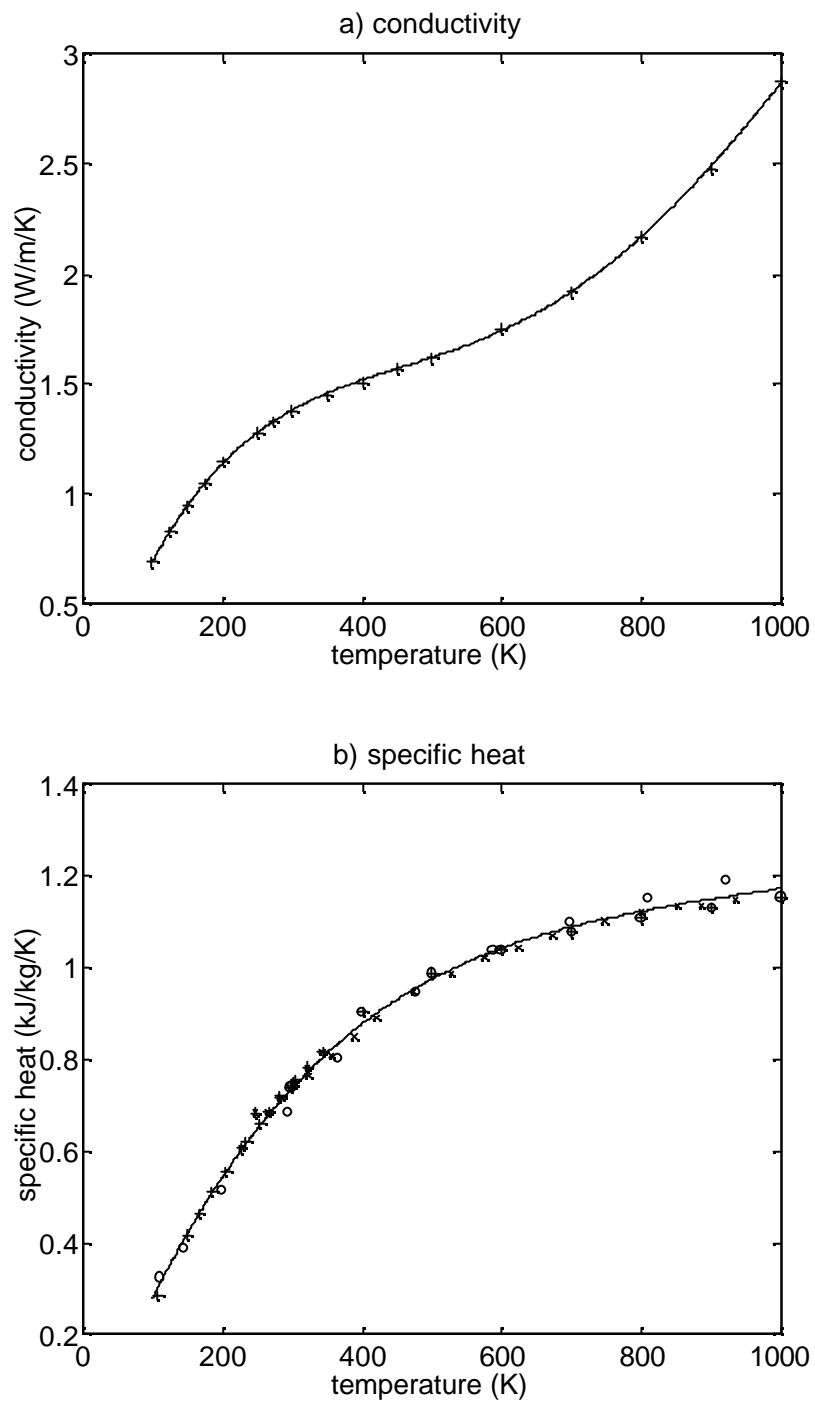 a) conductivity
3
2.5
2
1.5
1
0.5
conductivity (W/m/K)
0 200 400 600 800 1000
temperature (K)
b) specific heat
1.4
1.2
1
0.8
0.6
0.4
0.2
specific heat (kJ/kg/K)
0 200 400 600 800 1000
temperature (K)